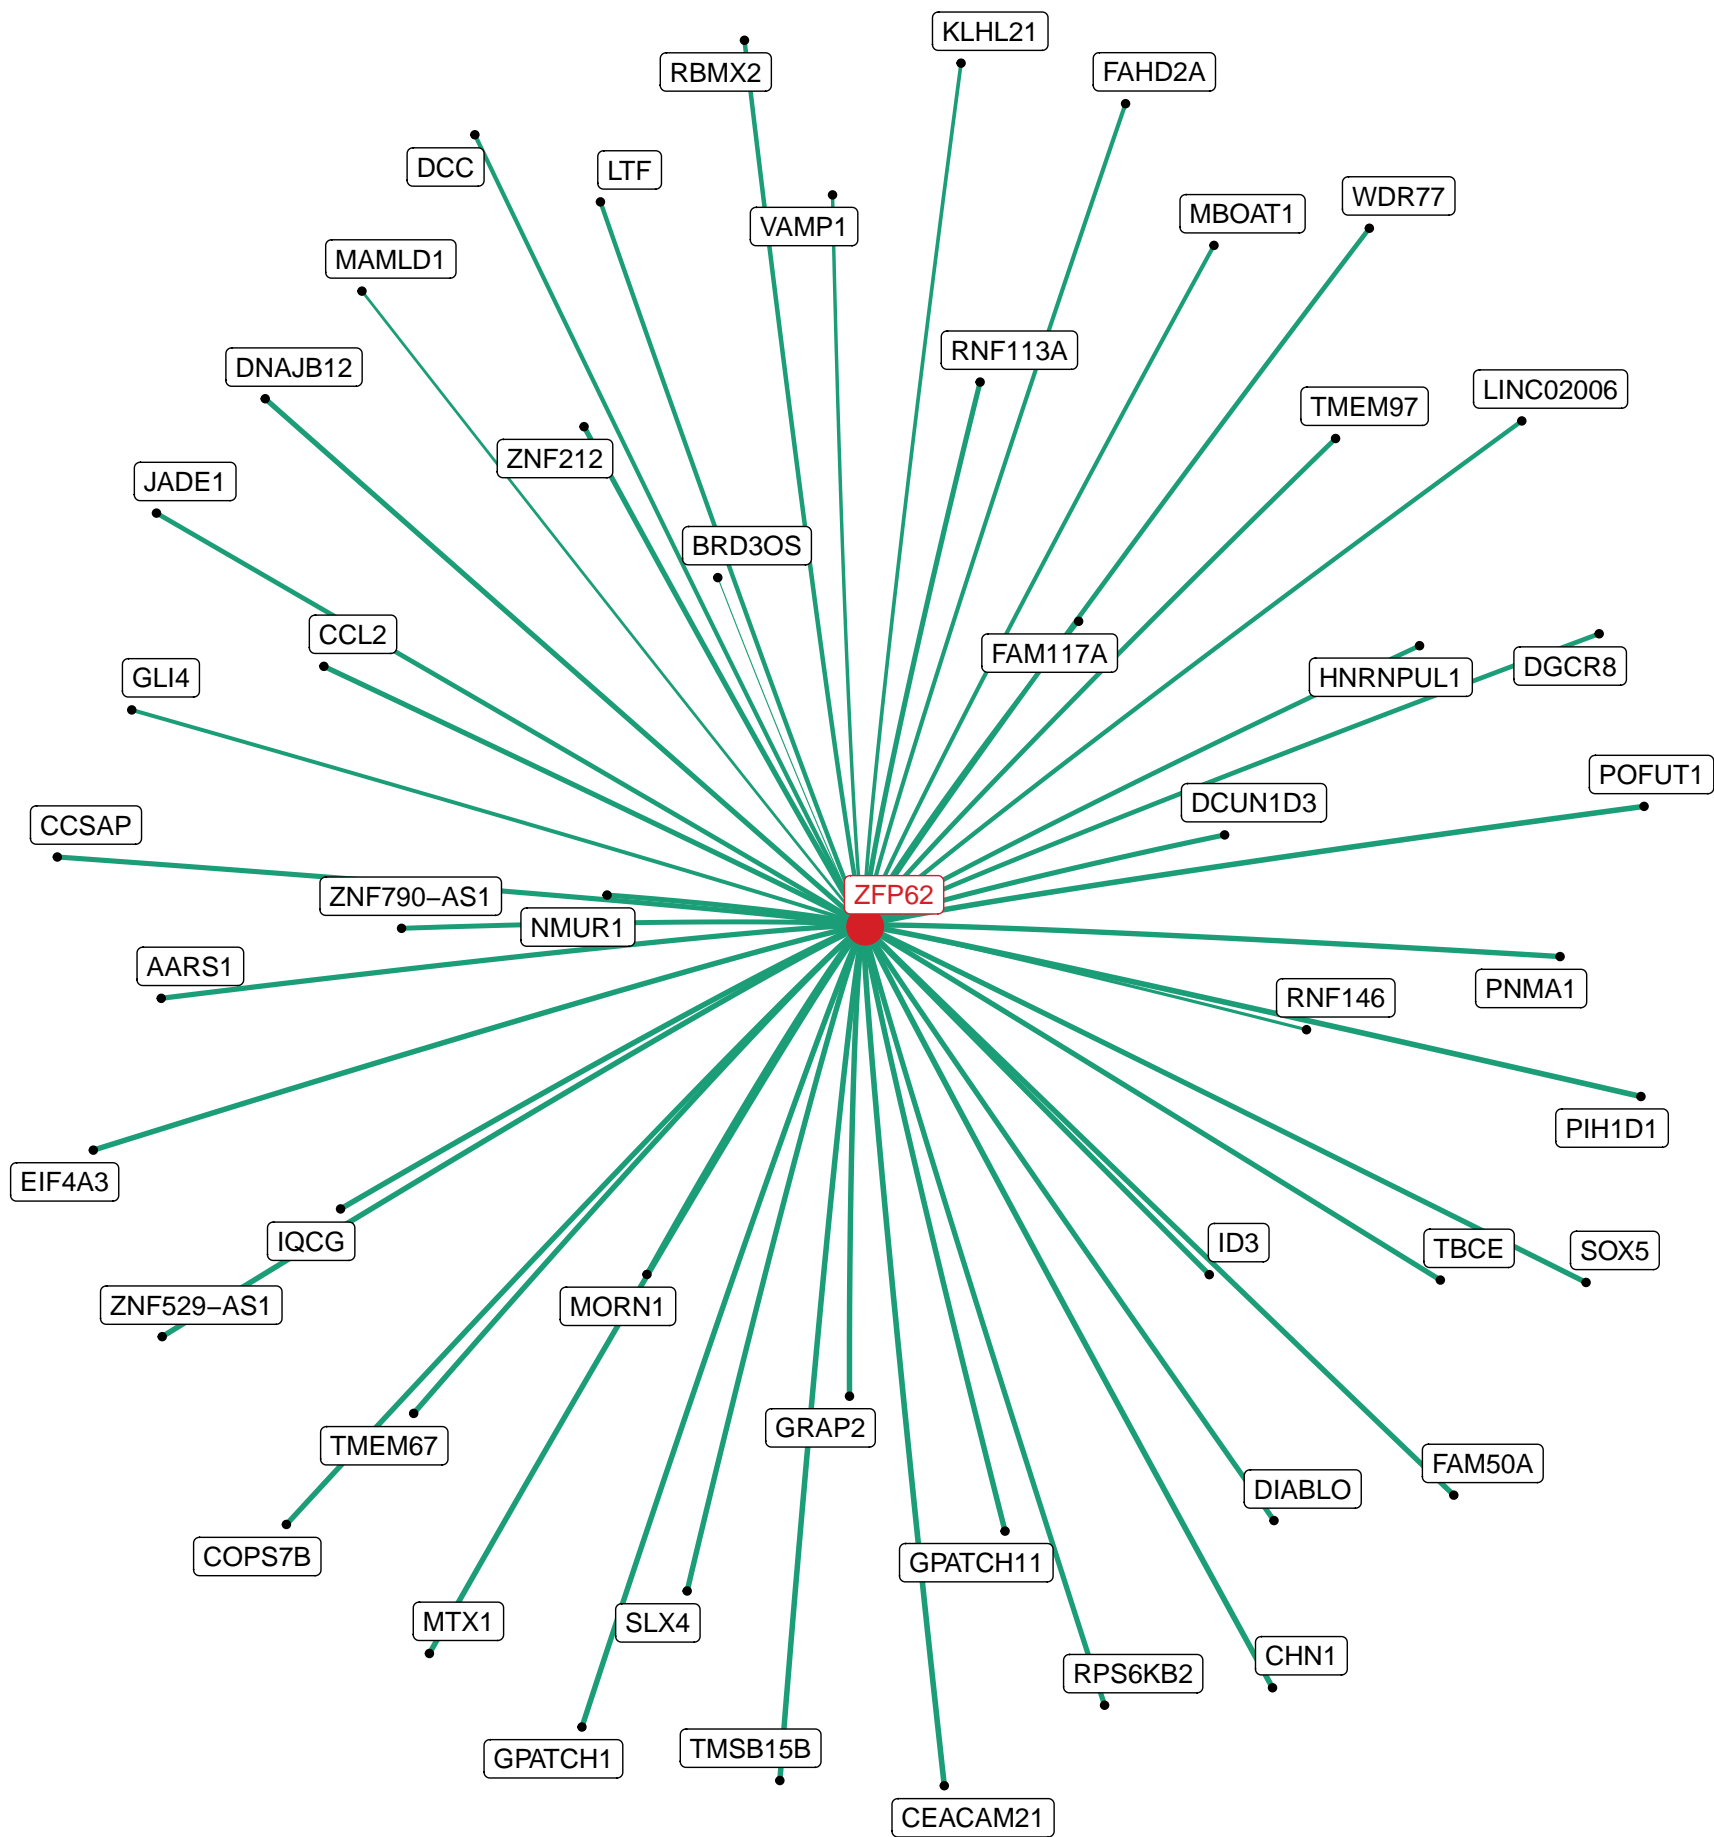 KLHL21
RBMX2
FAHD2A
DCC
LTF
WDR77
MBOAT1
VAMP1
MAMLD1
RNF113A
DNAJB12
LINC02006
TMEM97
ZNF212
JADE1
BRD3OS
CCL2
FAM117A
DGCR8
HNRNPUL1
GLI4
POFUT1
DCUN1D3
CCSAP
ZFP62
ZNF790−AS1
NMUR1
AARS1
PNMA1
RNF146
PIH1D1
EIF4A3
IQCG
ID3
TBCE
SOX5
ZNF529−AS1
MORN1
GRAP2
TMEM67
FAM50A
DIABLO
COPS7B
GPATCH11
MTX1
SLX4
CHN1
RPS6KB2
TMSB15B
GPATCH1
CEACAM21